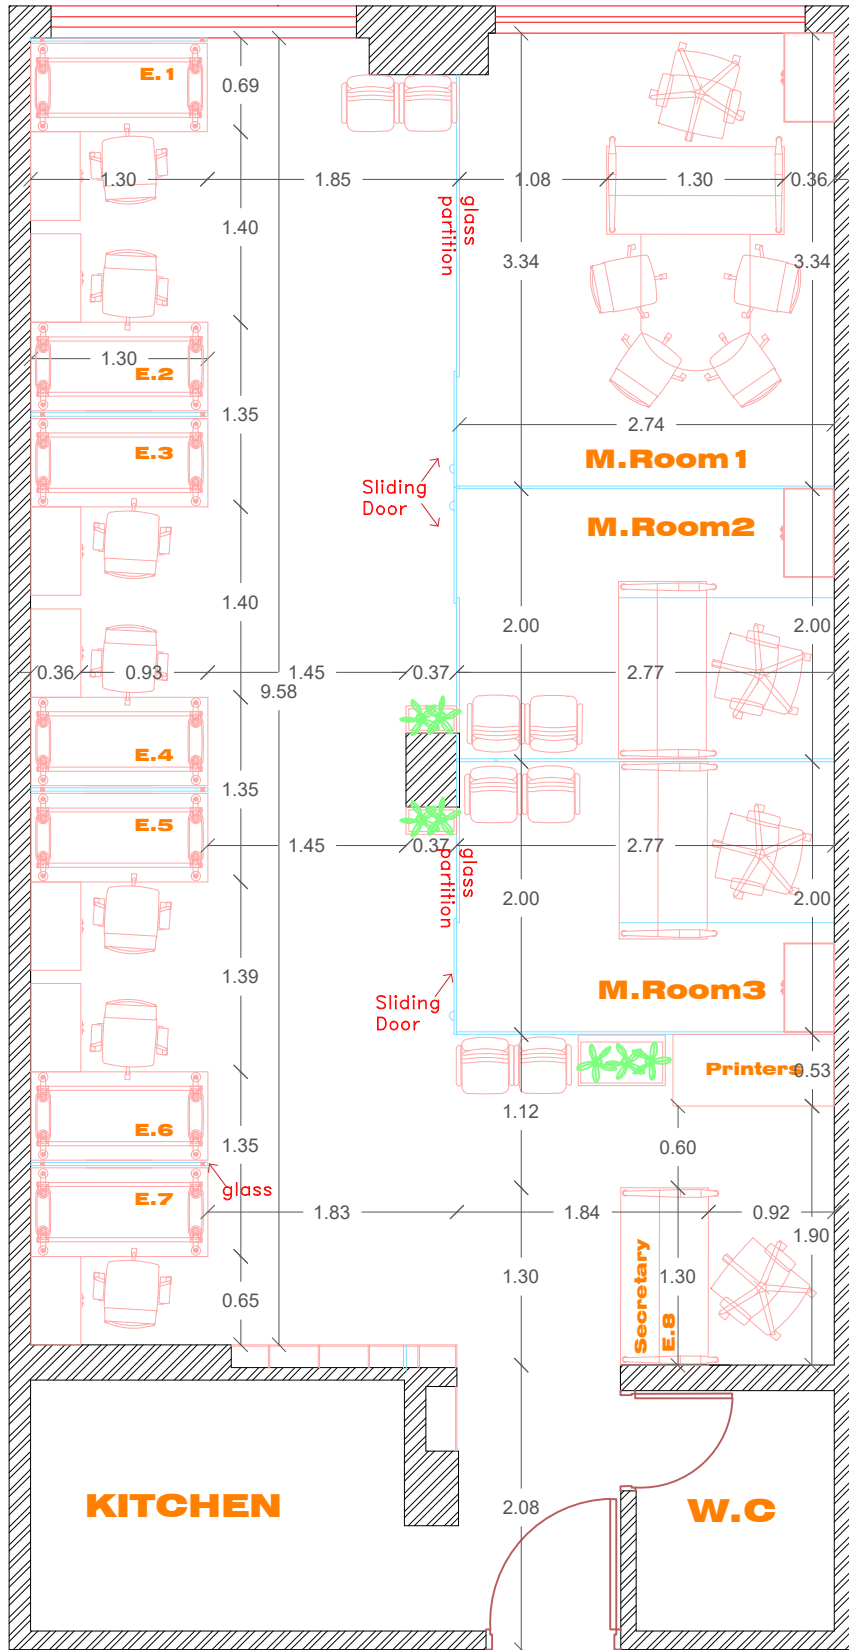 E.1
0.69
1.30
1.85
1.08
1.30
0.36
glass
partition
1.40
3.34
3.34
1.30
E.2
1.35
2.74
E.3
M.Room1
Sliding
Door
M.Room2
1.40
2.00
2.00
0.36
0.93
1.45
0.37
2.77
9.58
E.4
1.35
E.5
1.45
0.37
2.77
glass
partition
2.00
2.00
1.39
M.Room3
Sliding
Door
Printers
0.53
1.12
E.6
1.35
0.60
glass
E.7
1.83
1.84
0.92
1.90
Secretary
E.8
1.30
1.30
0.65
KITCHEN
2.08
W.C